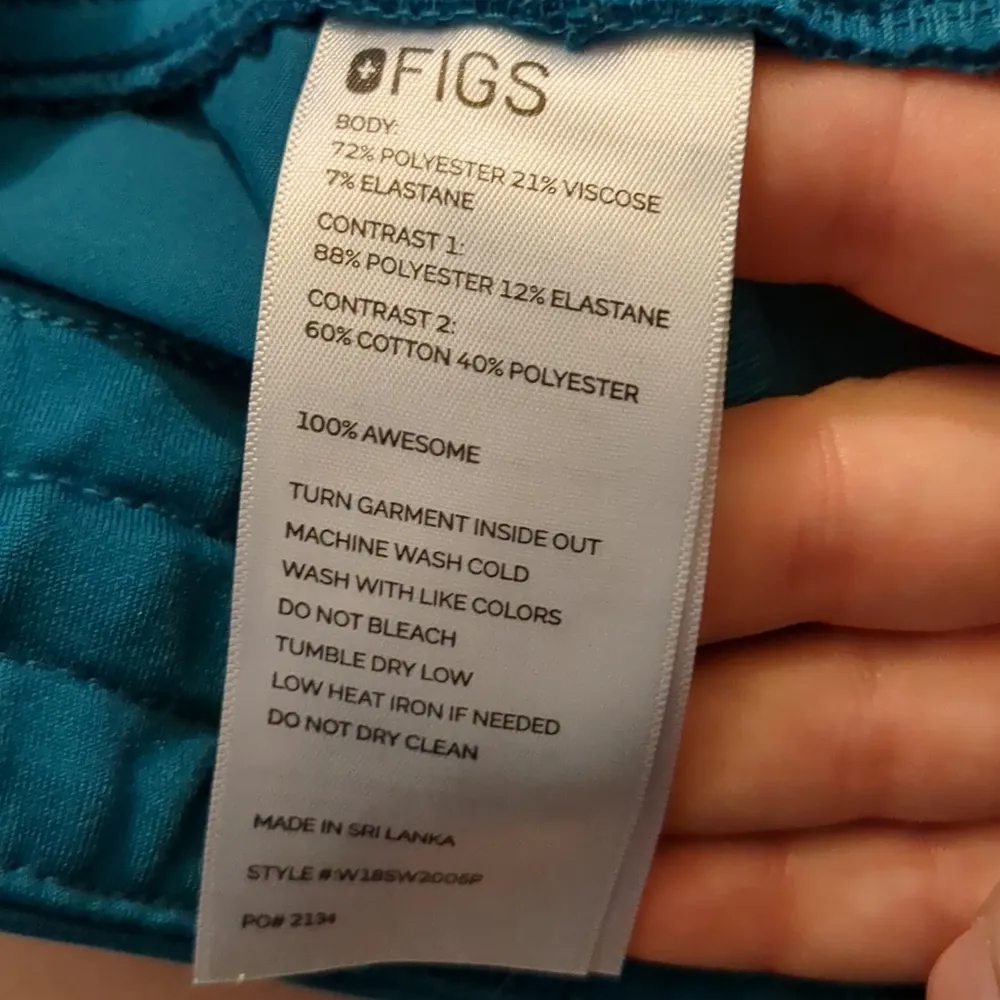 FIGS
BODY:
72% POLYESTER 21% VISCOSE
7% ELASTANE
CONTRAST 1:
88% POLYESTER 12% ELASTANE
CONTRAST 2:
60% COTTON 40% POLYESTER
100% AWESOME
TURN GARMENT INSIDE OUT
MACHINE WASH COLD
WASH WITH LIKE COLORS
DO NOT BLEACH
TUMBLE DRY LOW
LOW HEAT IRON IF NEEDED
DO NOT DRY CLEAN
MADE IN SRI LANKA
STYLE #:W18SW2006P
PO# 2134